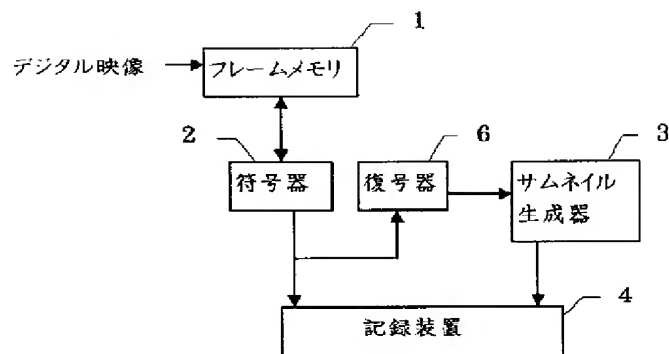 1
デジタル映像
フレームメモリ
2
6
3
符号器
復号器
サムネイル
生成器
4
記録装置